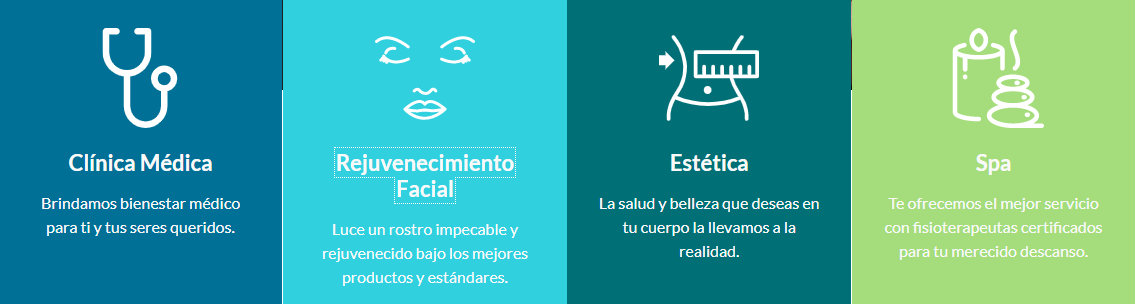 Clínica Médica
Brindamos bienestar médico
para ti y tus seres queridos.
Rejuvenecimiento
Facial
Luce un rostro impecable y
rejuvenecido bajo los mejores
productos y estándares.
Estética
La salud y belleza que deseas en
tu cuerpo la llevamos a la
realidad.
Spa
Te ofrecemos el mejor servicio
con fisioterapeutas certificados
para tu merecido descanso.